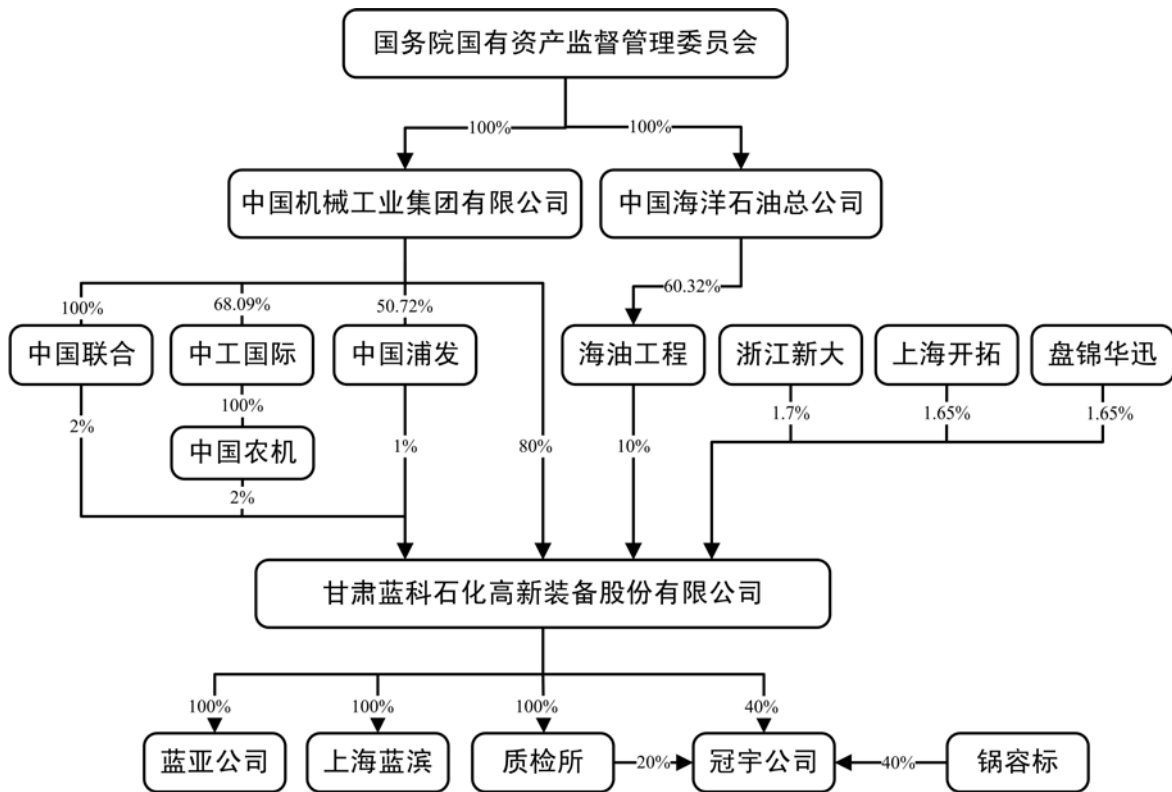 国务院国有资产监督管理委员会
100%
100%
中国机械工业集团有限公司
中国海洋石油总公司
100%
68.09%
50.72%
60.32%
中国联合
中工国际
中国浦发
海油工程
浙江新大
上海开拓
盘锦华迅
2%
100%
1%
80%
10%
1.7%
1.65%
1.65%
中国农机
2%
甘肃蓝科石化高新装备股份有限公司
100%
100%
100%
40%
蓝亚公司
上海蓝滨
质检所
20%
冠宇公司
40%
锅容标